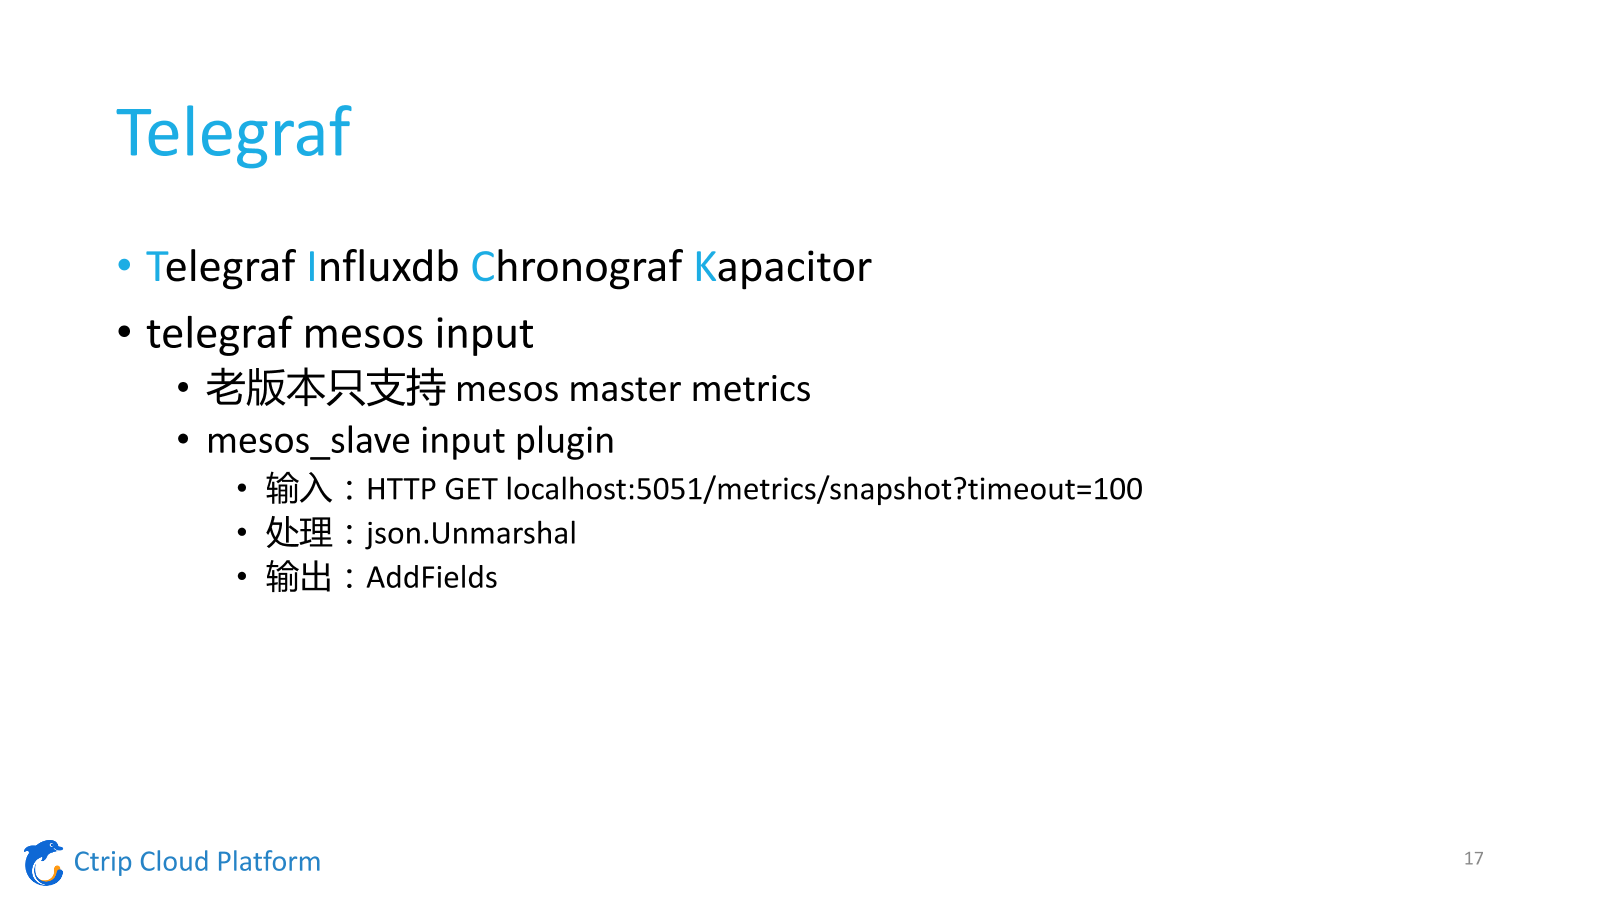 Telegraf
• Telegraf Influxdb Chronograf Kapacitor
• telegraf mesos input
• 老版本只支持 mesos master metrics
• mesos_slave input plugin
• 输入：HTTP GET localhost:5051/metrics/snapshot?timeout=100
• 处理：json.Unmarshal
• 输出：AddFields
Ctrip Cloud Platform
17